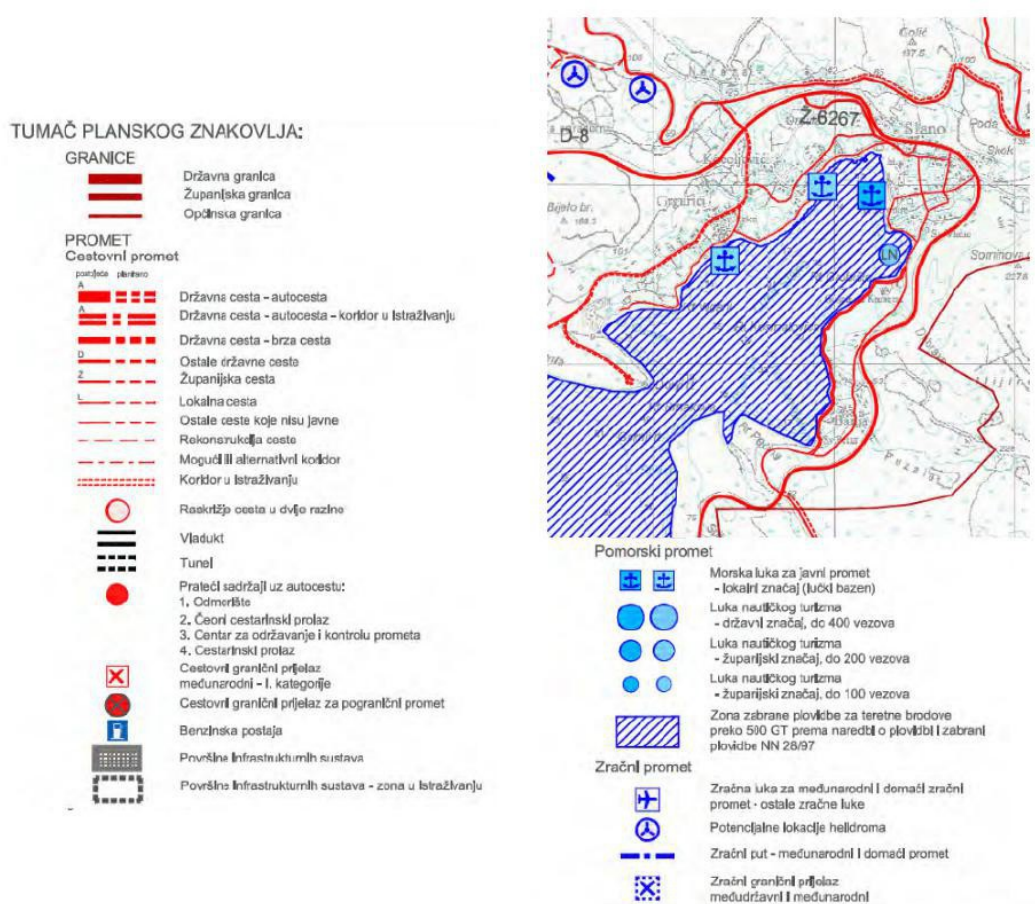 TUMAČ PLANSKOG ZNAKOVLJA:
GRANICE
Državna granica
Županijska granica
Općinska granica
PROMET
Cestovni promet
postojeće planirano
A
Državna cesta - autocesta
A
Državna cesta - autocesta - koridor u istraživanju
Državna cesta - brza cesta
D
Ostale državne ceste
Ž
Županijska cesta
L
Lokalna cesta
Ostale ceste koje nisu javne
Rekonstrukcija ceste
Mogući ili alternativni koridor
Koridor u istraživanju
Raskrižje cesta u dvije razine
Vijadukt
Tunel
Prateći sadržaji uz autocestu:
1. Odmorište
2. Čeoni cestarinski prolaz
3. Centar za održavanje i kontrolu prometa
4. Cestarinski prolaz
Cestovni granični prijelaz
međunarodni - I. kategorije
Cestovni granični prijelaz za pogranični promet
Benzinska postaja
Površine infrastrukturnih sustava
Površine infrastrukturnih sustava - zona u istraživanju
Golić
Ž-6267
D-8
Slano
Bijelo br.
LN
Pomorski promet
Morska luka za javni promet
- lokalni značaj (lučki bazen)
Luka nautičkog turizma
- državni značaj, do 400 vezova
Luka nautičkog turizma
- županijski značaj, do 200 vezova
Luka nautičkog turizma
- županijski značaj, do 100 vezova
Zona zabrane plovidbe za teretne brodove
preko 500 GT prema naredbi o plovidbi i zabrani
plovidbe NN 28/97
Zračni promet
Zračna luka za međunarodni i domaći zračni
promet - ostale zračne luke
Potencijalne lokacije helidroma
Zračni put - međunarodni i domaći promet
Zračni granični prijelaz
međudržavni i međunarodni